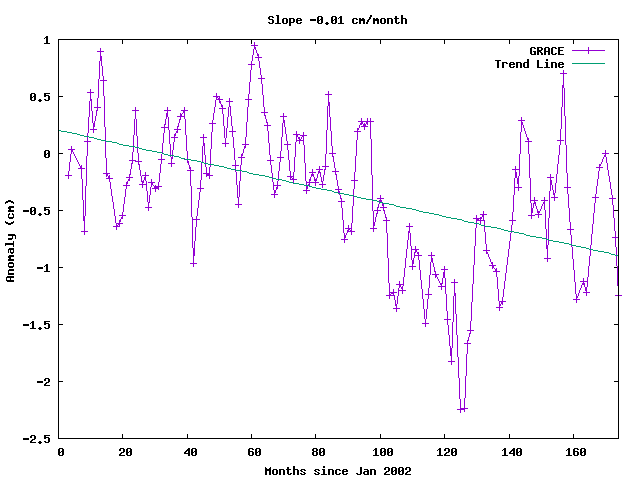 Slope -0.01 cm/month
GRACE
Trend Line
1
0.5
0
-0.5
-1
-1.5
-2
-2.5
Anomaly (cm)
0 20 40 60 80 100 120 140 160
Months since Jan 2002